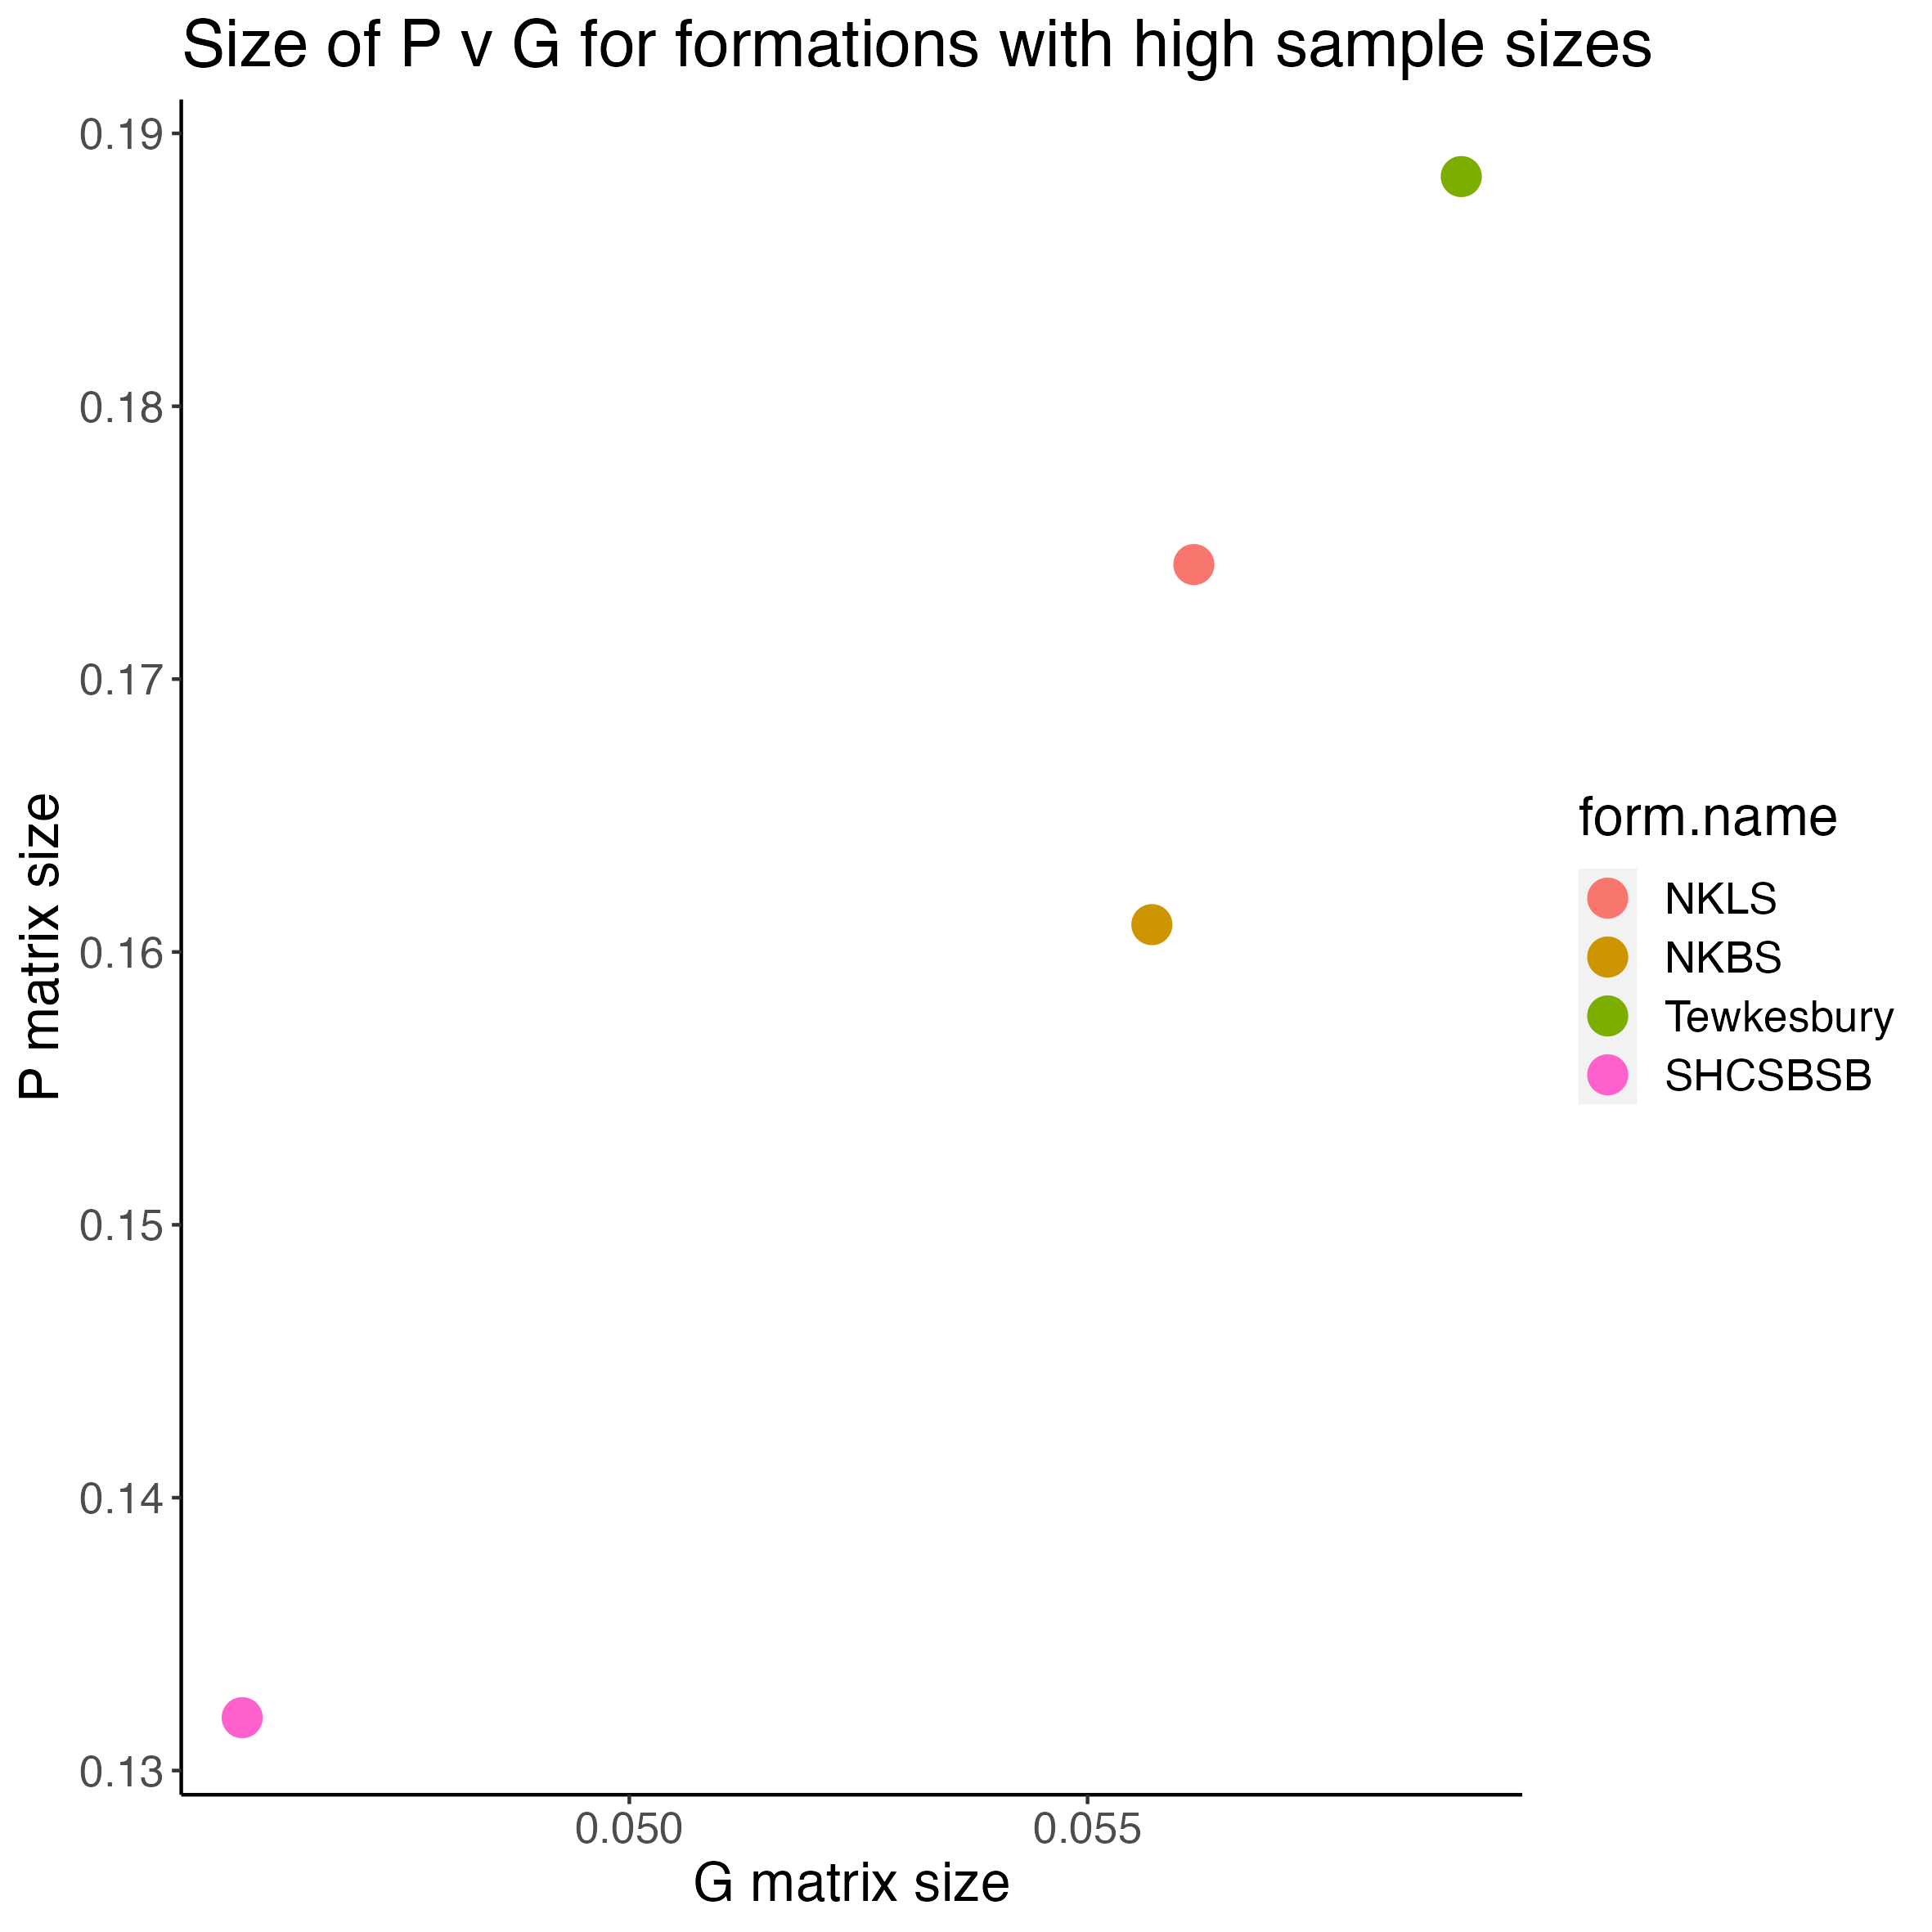 Size of P v G for formations with high sample sizes
0.19
0.18
0.17
0.16
0.15
0.14
0.13
P matrix size
0.050 0.055
G matrix size
form.name
NKLS
NKBS
Tewkesbury
SHCSBSB